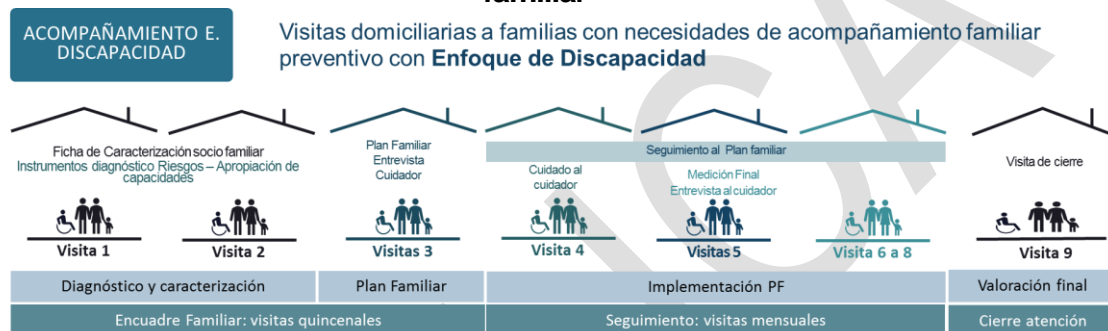 familiar
ACOMPAÑAMIENTO E.
DISCAPACIDAD
Visitas domiciliarias a familias con necesidades de acompañamiento familiar
preventivo con Enfoque de Discapacidad
Ficha de Caracterización socio familiar
Instrumentos diagnóstico Riesgos – Apropiación de
capacidades
Plan Familiar
Entrevista
Cuidador
Seguimiento al Plan familiar
Cuidado al
cuidador
Medición Final
Entrevista al cuidador
Visita de cierre
Visita 1
Visita 2
Visitas 3
Visita 4
Visitas 5
Visita 6 a 8
Visita 9
Diagnóstico y caracterización
Plan Familiar
Implementación PF
Valoración final
Encuadre Familiar: visitas quincenales
Seguimiento: visitas mensuales
Cierre atención